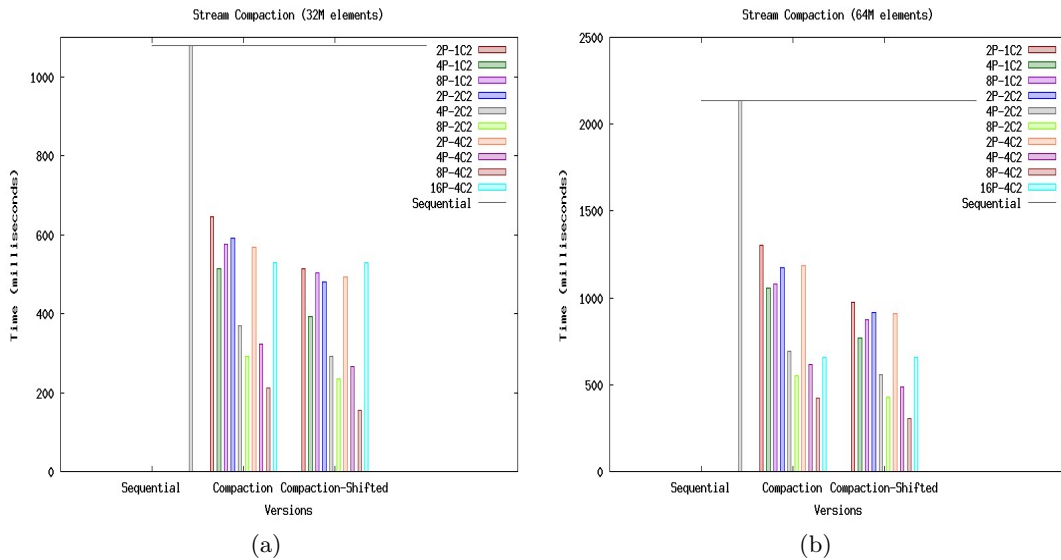 Stream Compaction (32M elements)
1000
800
600
400
200
0
Time (milliseconds)
2P-1C2
4P-1C2
8P-1C2
2P-2C2
4P-2C2
8P-2C2
2P-4C2
4P-4C2
8P-4C2
16P-4C2
Sequential
Sequential Compaction Compaction-Shifted
Versions
(a)
Stream Compaction (64M elements)
2500
2000
1500
1000
500
0
Time (milliseconds)
2P-1C2
4P-1C2
8P-1C2
2P-2C2
4P-2C2
8P-2C2
2P-4C2
4P-4C2
8P-4C2
16P-4C2
Sequential
Sequential Compaction Compaction-Shifted
Versions
(b)